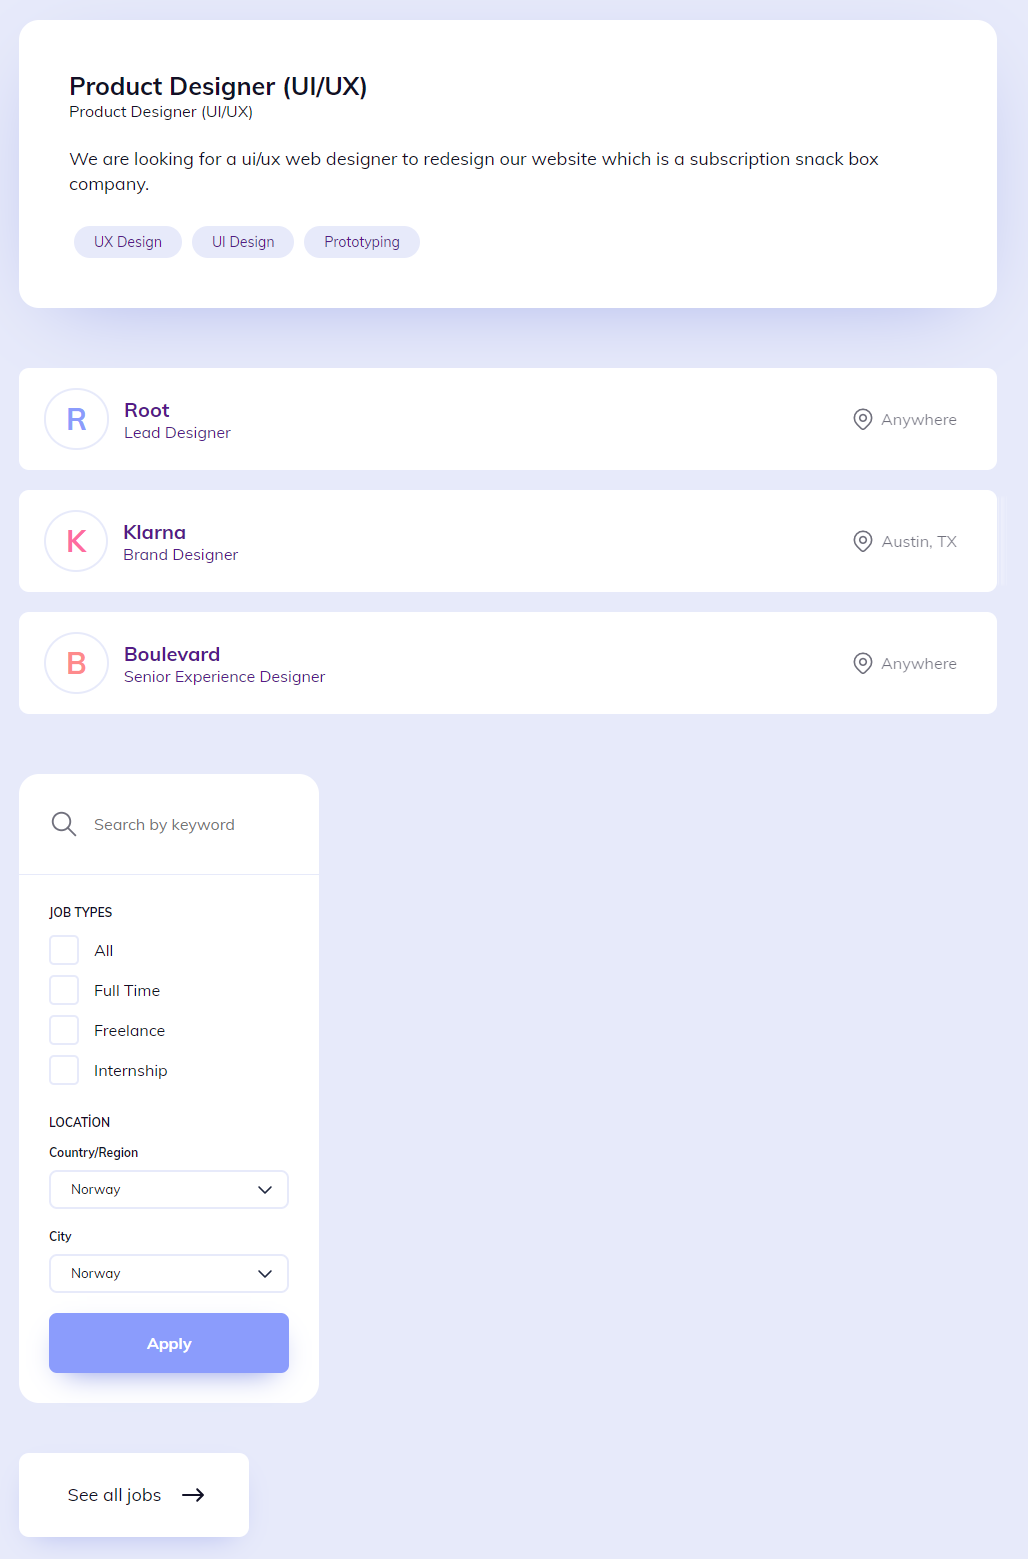 Product Designer (UI/UX)
Product Designer (UI/UX)
We are looking for a ui/ux web designer to redesign our website which is a subscription snack box
company.
UX Design
UI Design
Prototyping
R
Root
Lead Designer
Anywhere
K
Klarna
Brand Designer
Austin, TX
B
Boulevard
Senior Experience Designer
Anywhere
Search by keyword
JOB TYPES
All
Full Time
Freelance
Internship
LOCATİON
Country/Region
Norway
City
Norway
Apply
See all jobs